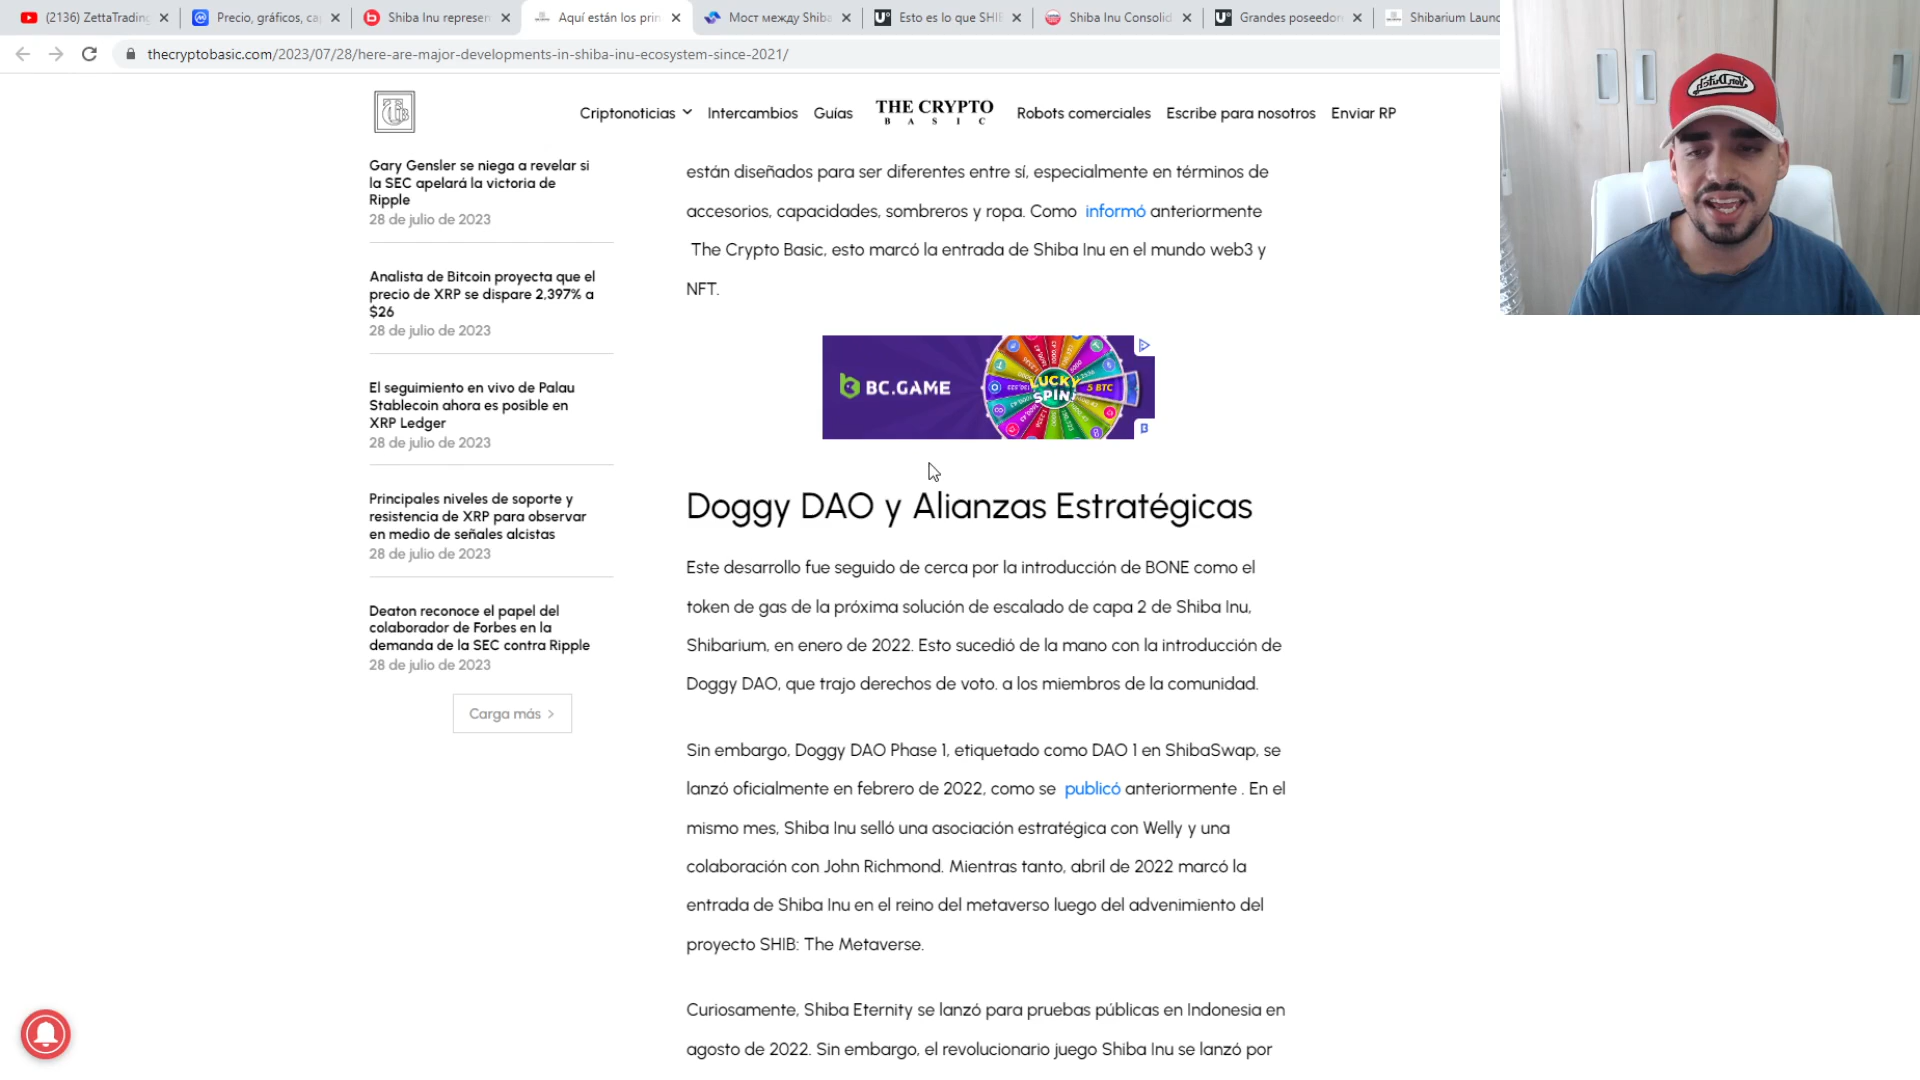 (2136) ZettaTrading
Precio, gráficos, ca
Shiba Inu represen
Aquí están los prin
Мост между Shiba
Esto es lo que SHIB
Shiba Inu Consolid
Grandes poseedor
Shibarium Launc
thecryptobasic.com/2023/07/28/here-are-major-developments-in-shiba-inu-ecosystem-since-2021/
Criptonoticias
Intercambios
Guías
THE CRYPTO
BASIC
Robots comerciales
Escribe para nosotros
Enviar RP
Gary Gensler se niega a revelar si
la SEC apelará la victoria de
Ripple
28 de julio de 2023
Analista de Bitcoin proyecta que el
precio de XRP se dispare 2,397% a
$26
28 de julio de 2023
El seguimiento en vivo de Palau
Stablecoin ahora es posible en
XRP Ledger
28 de julio de 2023
Principales niveles de soporte y
resistencia de XRP para observar
en medio de señales alcistas
28 de julio de 2023
Deaton reconoce el papel del
colaborador de Forbes en la
demanda de la SEC contra Ripple
28 de julio de 2023
Carga más
están diseñados para ser diferentes entre sí, especialmente en términos de
accesorios, capacidades, sombreros y ropa. Como informó anteriormente
The Crypto Basic, esto marcó la entrada de Shiba Inu en el mundo web3 y
NFT.
BC.GAME
LUCKY
SPIN!
5 BTC
Doggy DAO y Alianzas Estratégicas
Este desarrollo fue seguido de cerca por la introducción de BONE como el
token de gas de la próxima solución de escalado de capa 2 de Shiba Inu,
Shibarium, en enero de 2022. Esto sucedió de la mano con la introducción de
Doggy DAO, que trajo derechos de voto. a los miembros de la comunidad.
Sin embargo, Doggy DAO Phase 1, etiquetado como DAO 1 en ShibaSwap, se
lanzó oficialmente en febrero de 2022, como se publicó anteriormente . En el
mismo mes, Shiba Inu selló una asociación estratégica con Welly y una
colaboración con John Richmond. Mientras tanto, abril de 2022 marcó la
entrada de Shiba Inu en el reino del metaverso luego del advenimiento del
proyecto SHIB: The Metaverse.
Curiosamente, Shiba Eternity se lanzó para pruebas públicas en Indonesia en
agosto de 2022. Sin embargo, el revolucionario juego Shiba Inu se lanzó por